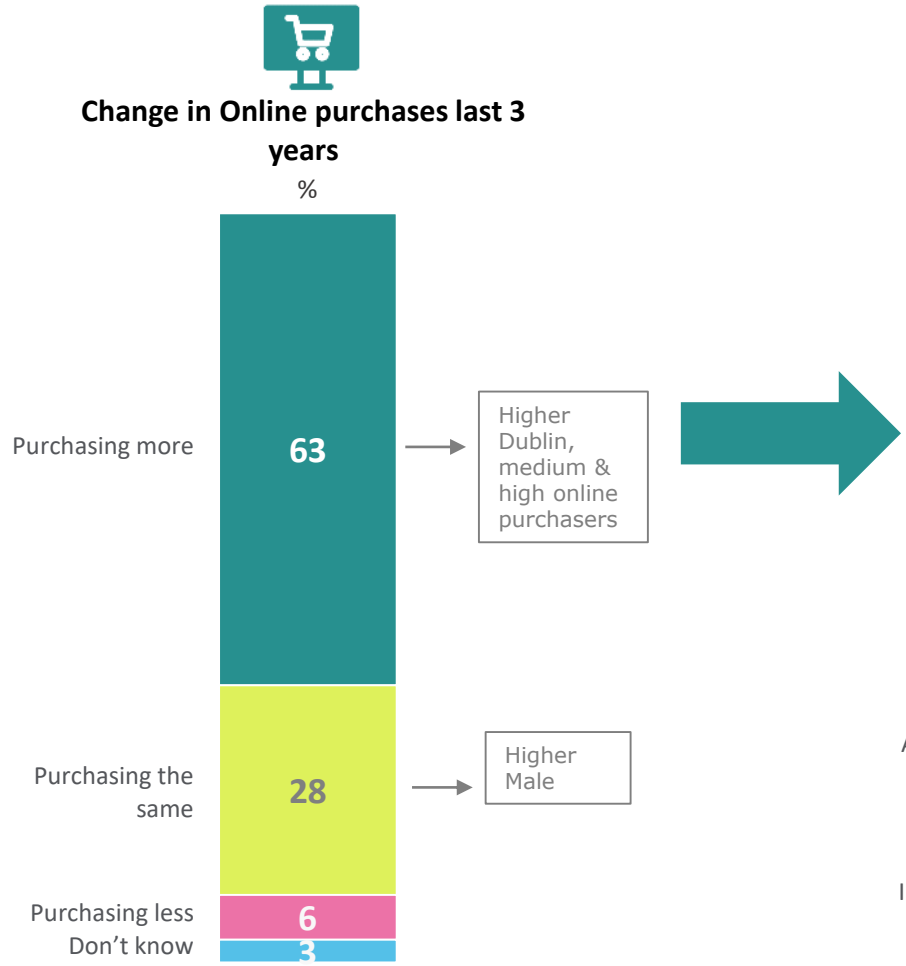 Change in Online purchases last 3
years
%
Purchasing more
63
Higher
Dublin,
medium &
high online
purchasers
Purchasing the
same
28
Higher
Male
Purchasing less
6
Don't know
3